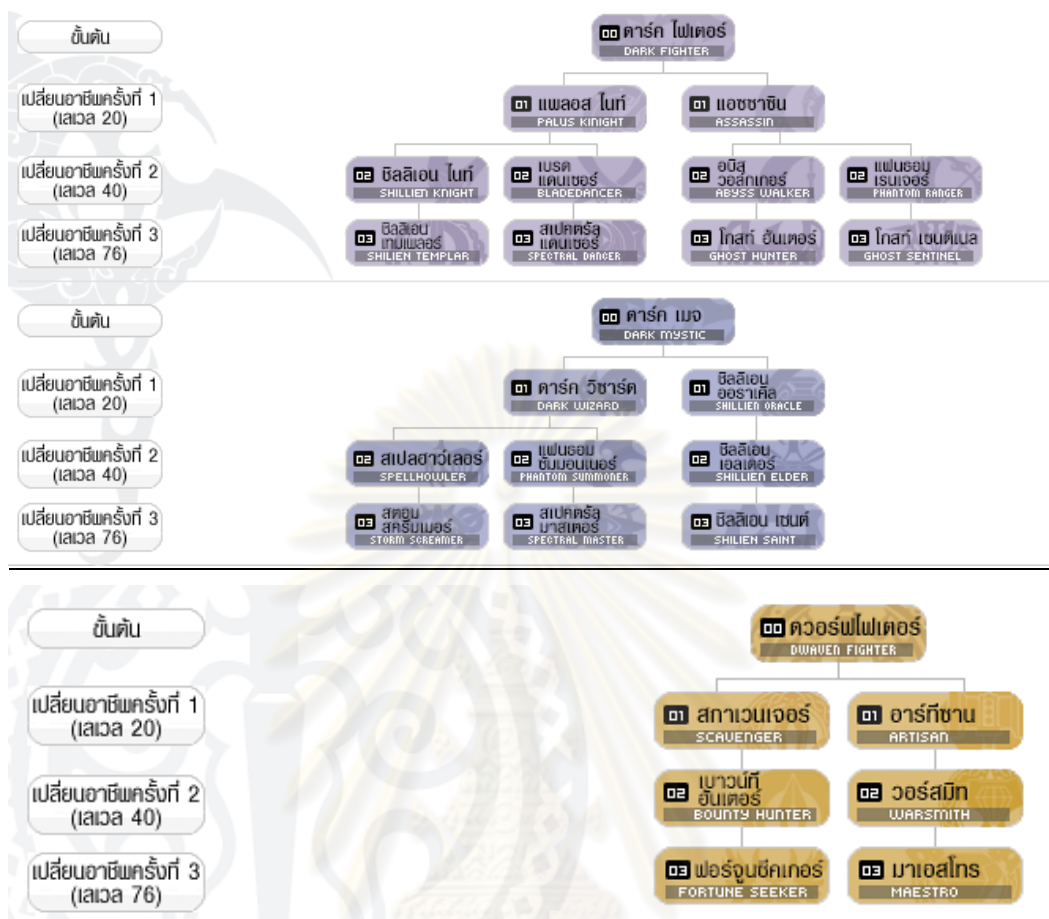 ขั้นต้น
00 ดาร์ค ไฟเตอร์
DARK FIGHTER
เปลี่ยนอาชีพครั้งที่ 1
(เลเวล 20)
01 แพลอส ไนท์
PALUS KINIGHT
01 แอซซาซิน
ASSASSIN
เปลี่ยนอาชีพครั้งที่ 2
(เลเวล 40)
02 ชิลลิเอน ไนท์
SHILLIEN KNIGHT
02 เบรด
แดนเซอร์
BLADEDANCER
02 อบิส
วอล์กเกอร์
ABYSS WALKER
02 แฟนธอม
เรนเจอร์
PHANTOM RANGER
เปลี่ยนอาชีพครั้งที่ 3
(เลเวล 76)
03 ชิลลิเอน
เทมเพลอร์
SHILIEN TEMPLAR
03 สเปคตรัล
แดนเซอร์
SPECTRAL DANCER
03 โกสท์ ฮันเตอร์
GHOST HUNTER
03 โกสท์ เซนติเนล
GHOST SENTINEL
ขั้นต้น
00 ดาร์ค เมจ
DARK MYSTIC
เปลี่ยนอาชีพครั้งที่ 1
(เลเวล 20)
01 ดาร์ค วิซาร์ด
DARK WIZARD
01 ชิลลิเอน
ออราเคิล
SHILLIEN ORACLE
เปลี่ยนอาชีพครั้งที่ 2
(เลเวล 40)
02 สเปลฮาว์เลอร์
SPELLHOWLER
02 แฟนธอม
ซัมมอนเนอร์
PHANTOM SUMMONER
02 ชิลลิเอน
เอลเดอร์
SHILLIEN ELDER
เปลี่ยนอาชีพครั้งที่ 3
(เลเวล 76)
03 สตอม
สครีมเมอร์
STORM SCREAMER
03 สเปคตรัล
มาสเตอร์
SPECTRAL MASTER
03 ชิลลิเอน เซนต์
SHILIEN SAINT
ขั้นต้น
00 ดวอร์ฟไฟเตอร์
DWAVEN FIGHTER
เปลี่ยนอาชีพครั้งที่ 1
(เลเวล 20)
01 สกาเวนเจอร์
SCAVENGER
01 อาร์ทีซาน
ARTISAN
เปลี่ยนอาชีพครั้งที่ 2
(เลเวล 40)
02 เบาวน์ที
ฮันเตอร์
BOUNTY HUNTER
02 วอร์สมิท
WARSMITH
เปลี่ยนอาชีพครั้งที่ 3
(เลเวล 76)
03 ฟอร์จูนซีคเกอร์
FORTUNE SEEKER
03 มาเอสโทร
MAESTRO